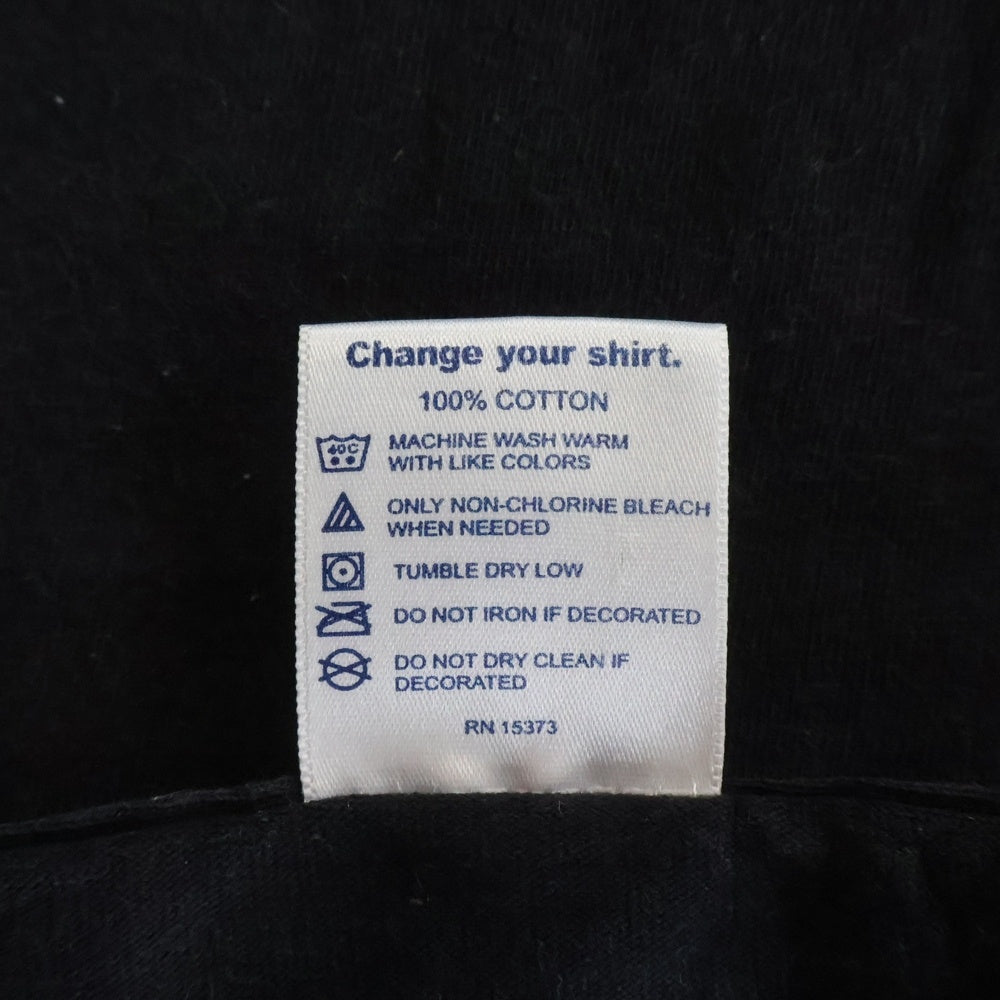 Change your shirt.
100% COTTON
40C
MACHINE WASH WARM
WITH LIKE COLORS
ONLY NON-CHLORINE BLEACH
WHEN NEEDED
TUMBLE DRY LOW
DO NOT IRON IF DECORATED
DO NOT DRY CLEAN IF
DECORATED
RN 15373